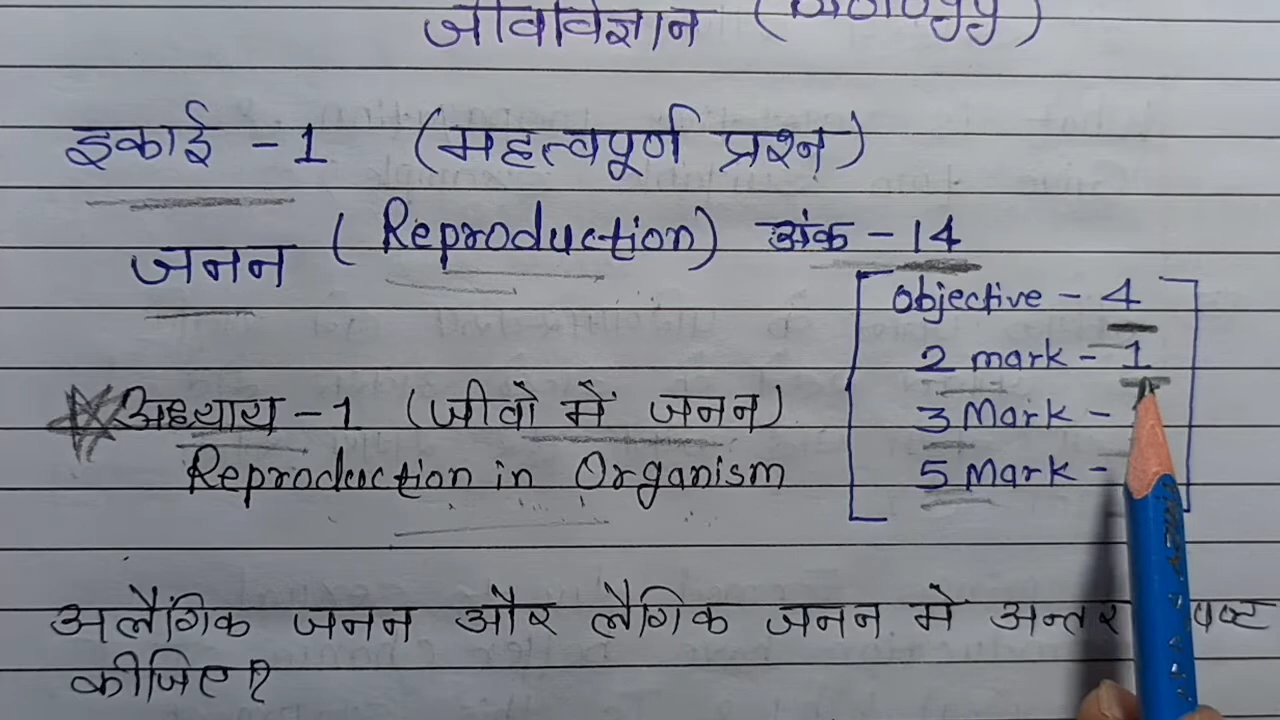 जीवविज्ञान (Biology)
इकाई - 1 (महत्वपूर्ण प्रश्न)
जनन (Reproduction) अंक - 14
objective - 4
2 mark - 1
3 Mark -
5 Mark -
अध्याय - 1 (जीवो में जनन)
Reproduction in Organism
अलैंगिक जनन और लैगिक जनन में अन्तर
कीजिए